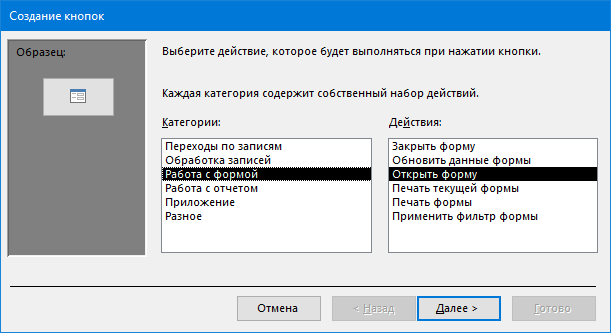 Создание кнопок
Образец:
Выберите действие, которое будет выполняться при нажатии кнопки.
Каждая категория содержит собственный набор действий.
Категории:
Переходы по записям
Обработка записей
Работа с формой
Работа с отчетом
Приложение
Разное
Действия:
Закрыть форму
Обновить данные формы
Открыть форму
Печать текущей формы
Печать формы
Применить фильтр формы
Отмена
< Назад
Далее >
Готово